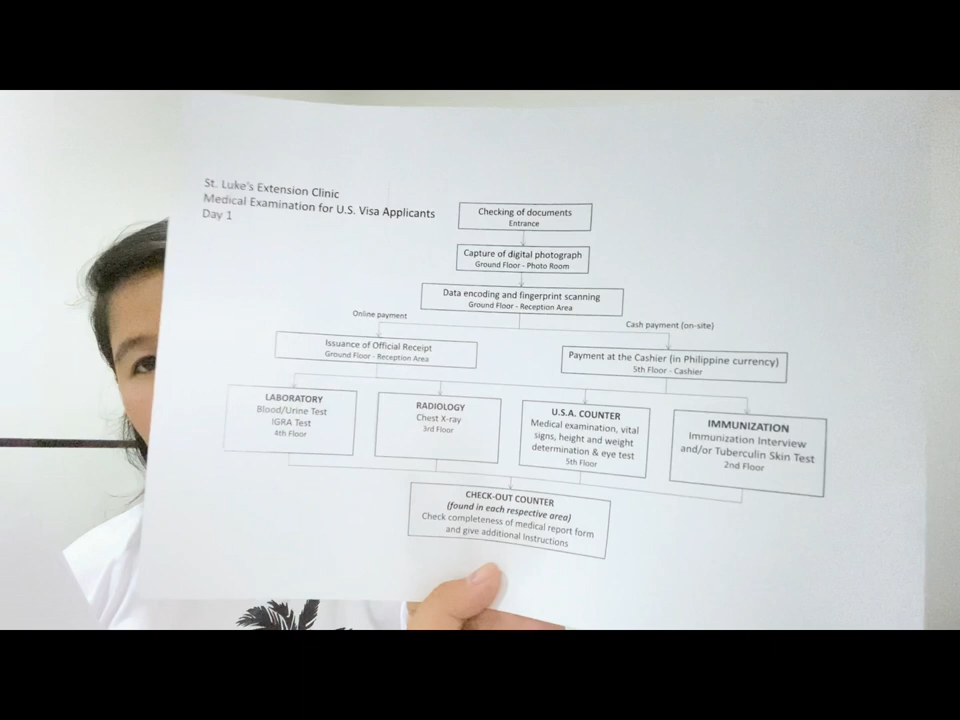 St. Luke's Extension Clinic
Medical Examination for U.S. Visa Applicants
Day 1
Checking of documents
Entrance
Capture of digital photograph
Ground Floor - Photo Room
Data encoding and fingerprint scanning
Ground Floor - Reception Area
Online payment
Cash payment (on-site)
Issuance of Official Receipt
Ground Floor - Reception Area
Payment at the Cashier (in Philippine currency)
5th Floor - Cashier
LABORATORY
Blood/Urine Test
IGRA Test
4th Floor
RADIOLOGY
Chest X-ray
3rd Floor
U.S.A. COUNTER
Medical examination, vital
signs, height and weight
determination & eye test
5th Floor
IMMUNIZATION
Immunization Interview
and/or Tuberculin Skin Test
2nd Floor
CHECK-OUT COUNTER
(found in each respective area)
Check completeness of medical report form
and give additional Instructions